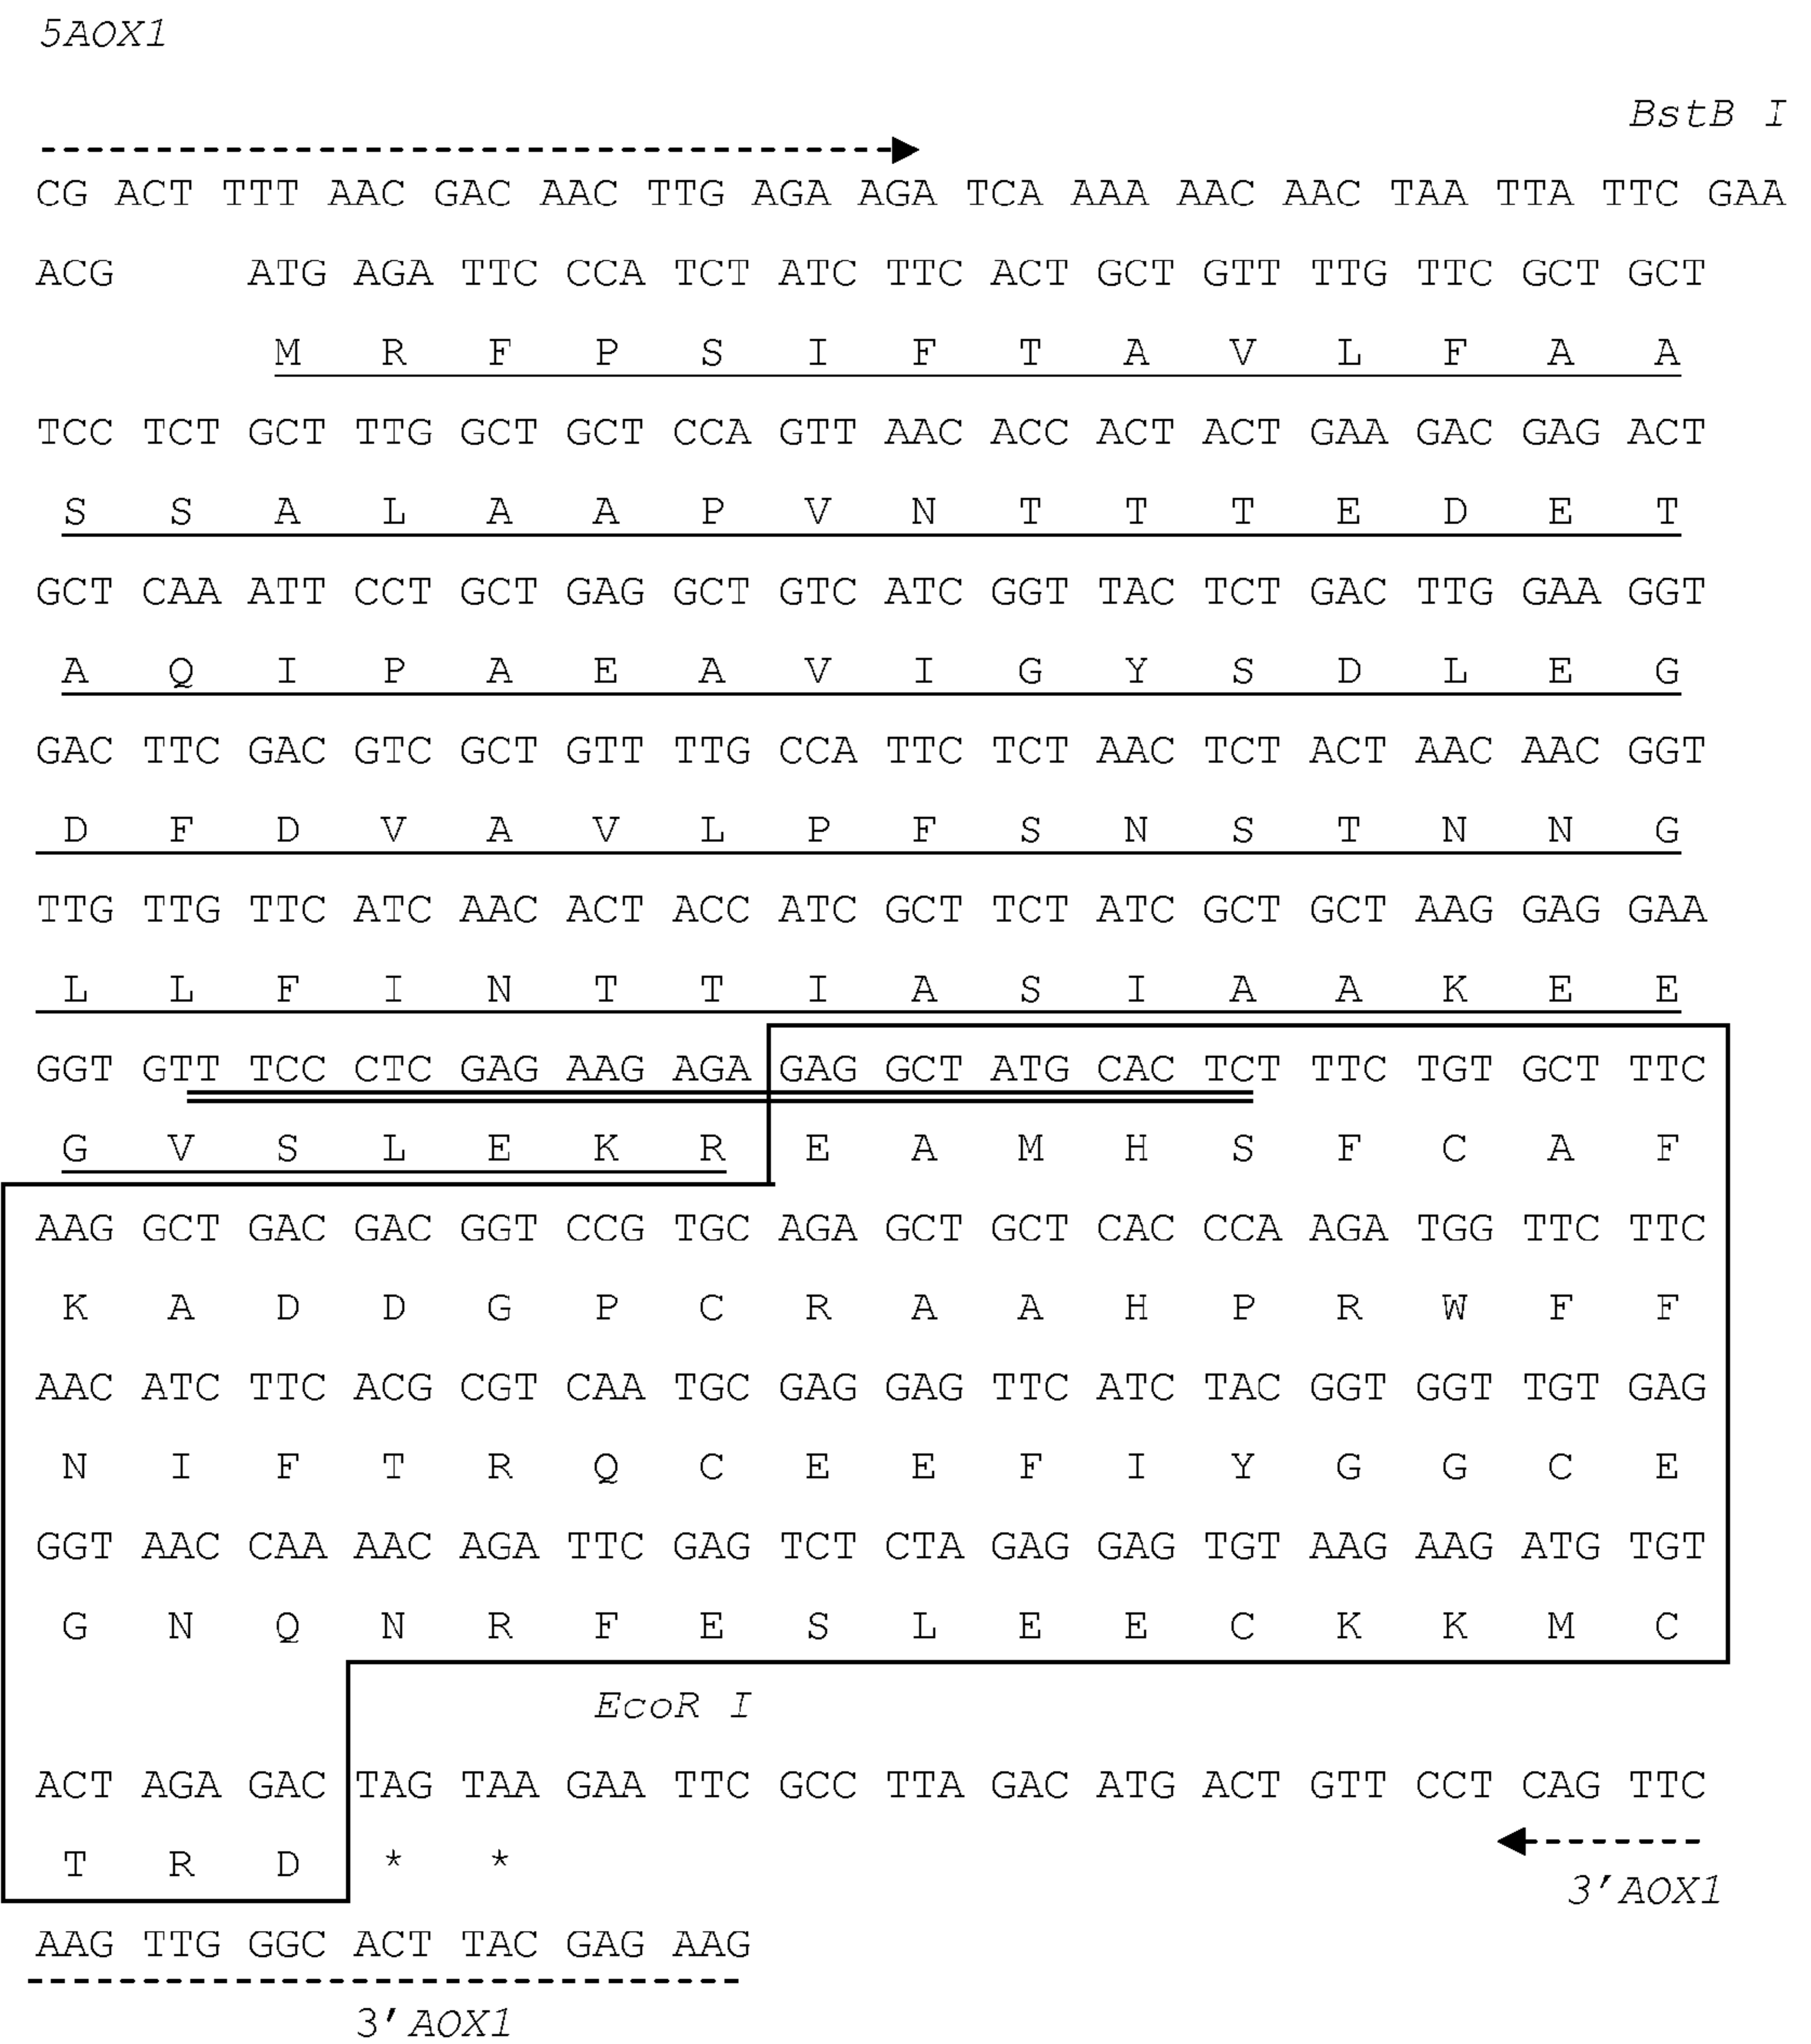 5AOX1
BstB I
CG ACT TTT AAC GAC AAC TTG AGA AGA TCA AAA AAC AAC TAA TTA TTC GAA
ACG ATG AGA TTC CCA TCT ATC TTC ACT GCT GTT TTG TTC GCT GCT
M R F P S I F T A V L F A A
TCC TCT GCT TTG GCT GCT CCA GTT AAC ACC ACT ACT GAA GAC GAG ACT
S S A L A A P V N T T T E D E T
GCT CAA ATT CCT GCT GAG GCT GTC ATC GGT TAC TCT GAC TTG GAA GGT
A Q I P A E A V I G Y S D L E G
GAC TTC GAC GTC GCT GTT TTG CCA TTC TCT AAC TCT ACT AAC AAC GGT
D F D V A V L P F S N S T N N G
TTG TTG TTC ATC AAC ACT ACC ATC GCT TCT ATC GCT GCT AAG GAG GAA
L L F I N T T I A S I A A K E E
GGT GTT TCC CTC GAG AAG AGA GAG GCT ATG CAC TCT TTC TGT GCT TTC
G V S L E K R E A M H S F C A F
AAG GCT GAC GAC GGT CCG TGC AGA GCT GCT CAC CCA AGA TGG TTC TTC
K A D D G P C R A A H P R W F F
AAC ATC TTC ACG CGT CAA TGC GAG GAG TTC ATC TAC GGT GGT TGT GAG
N I F T R Q C E E F I Y G G C E
GGT AAC CAA AAC AGA TTC GAG TCT CTA GAG GAG TGT AAG AAG ATG TGT
G N Q N R F E S L E E C K K M C
EcoR I
ACT AGA GAC TAG TAA GAA TTC GCC TTA GAC ATG ACT GTT CCT CAG TTC
T R D * *
3'AOX1
AAG TTG GGC ACT TAC GAG AAG
3'AOX1